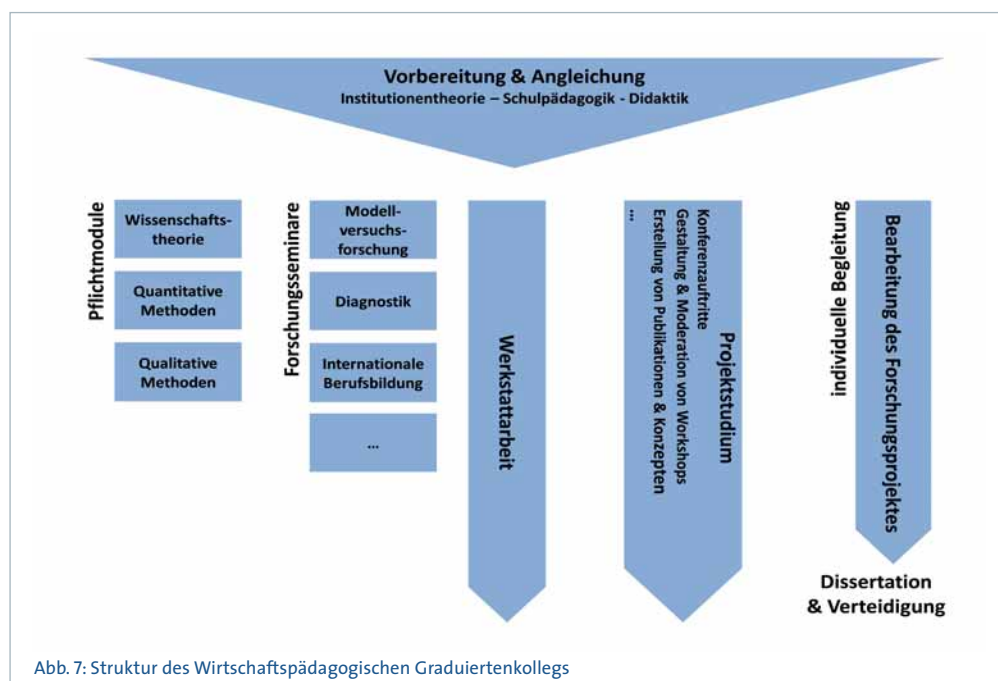 Vorbereitung & Angleichung
Institutionentheorie – Schulpädagogik - Didaktik
Pflichtmodule
Wissenschafts-
theorie
Quantitative
Methoden
Qualitative
Methoden
Forschungsseminare
Modell-
versuchs-
forschung
Diagnostik
Internationale
Berufsbildung
...
Werkstattarbeit
Projektstudium
Konferenzauftritte
Gestaltung & Moderation von Workshops
Erstellung von Publikationen & Konzepten
...
individuelle Begleitung
Bearbeitung des Forschungsprojektes
Dissertation
& Verteidigung
Abb. 7: Struktur des Wirtschaftspädagogischen Graduiertenkollegs